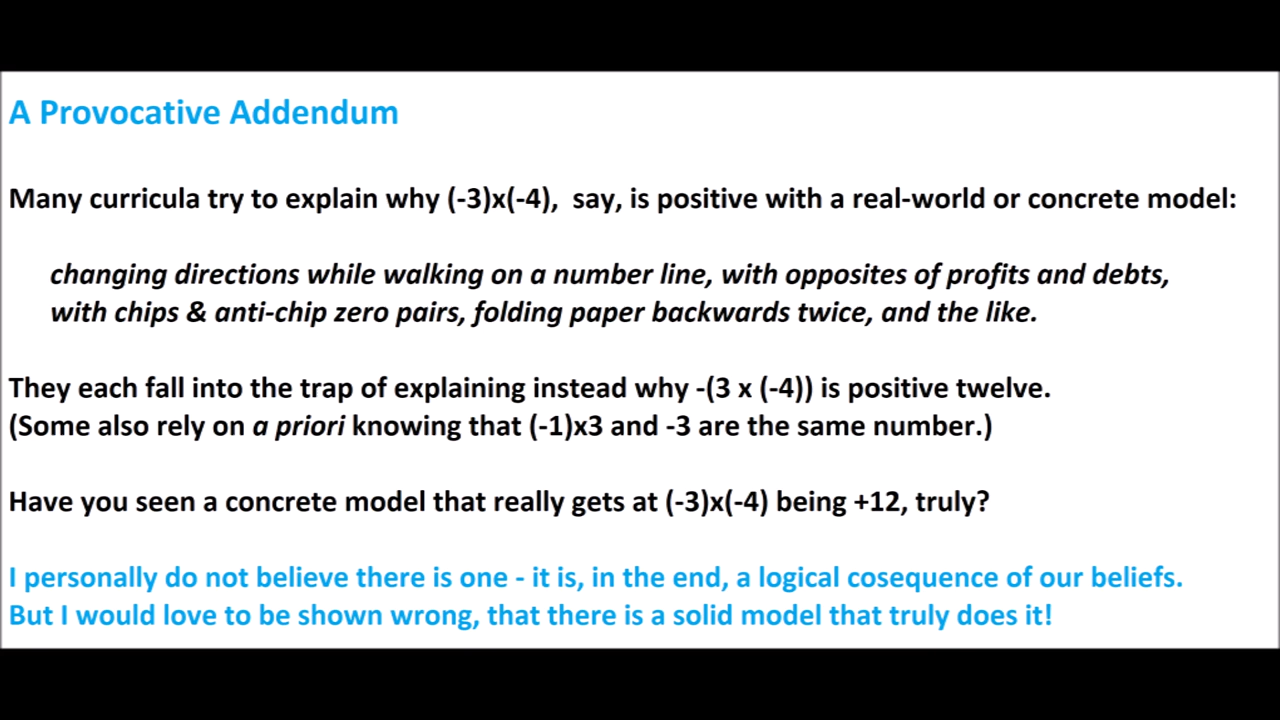 A Provocative Addendum
Many curricula try to explain why (-3)x(-4),  say, is positive with a real-world or concrete model:
changing directions while walking on a number line, with opposites of profits and debts,
with chips & anti-chip zero pairs, folding paper backwards twice, and the like.
They each fall into the trap of explaining instead why -(3 x (-4)) is positive twelve.
(Some also rely on a priori knowing that (-1)x3 and -3 are the same number.)
Have you seen a concrete model that really gets at (-3)x(-4) being +12, truly?
I personally do not believe there is one - it is, in the end, a logical cosequence of our beliefs.
But I would love to be shown wrong, that there is a solid model that truly does it!